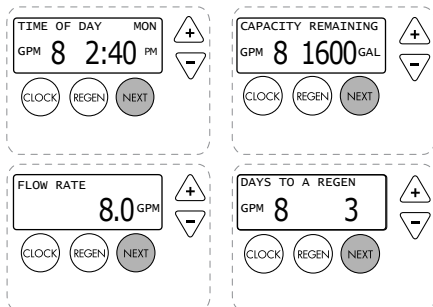 TIME OF DAY MON
GPM 8 2:40 PM
+
-
CLOCK REGEN NEXT
CAPACITY REMAINING
GPM 8 1600 GAL
+
-
CLOCK REGEN NEXT
FLOW RATE
8.0 GPM
+
-
CLOCK REGEN NEXT
DAYS TO A REGEN
GPM 8 3
+
-
CLOCK REGEN NEXT